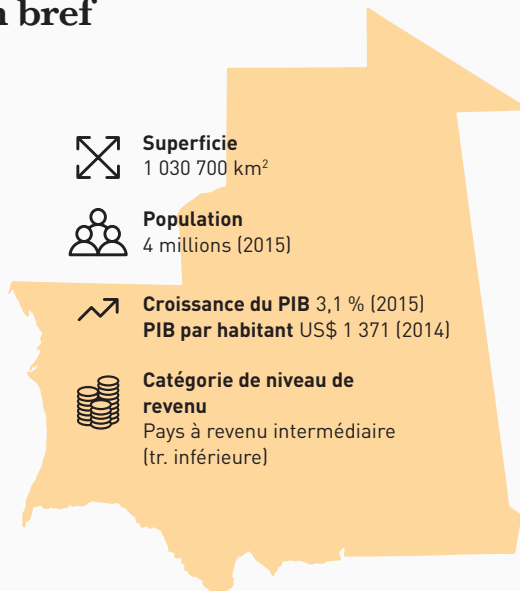 n bref
Superficie
1 030 700 km²
Population
4 millions (2015)
Croissance du PIB 3,1 % (2015)
PIB par habitant US$ 1 371 (2014)
Catégorie de niveau de
revenu
Pays à revenu intermédiaire
(tr. inférieure)